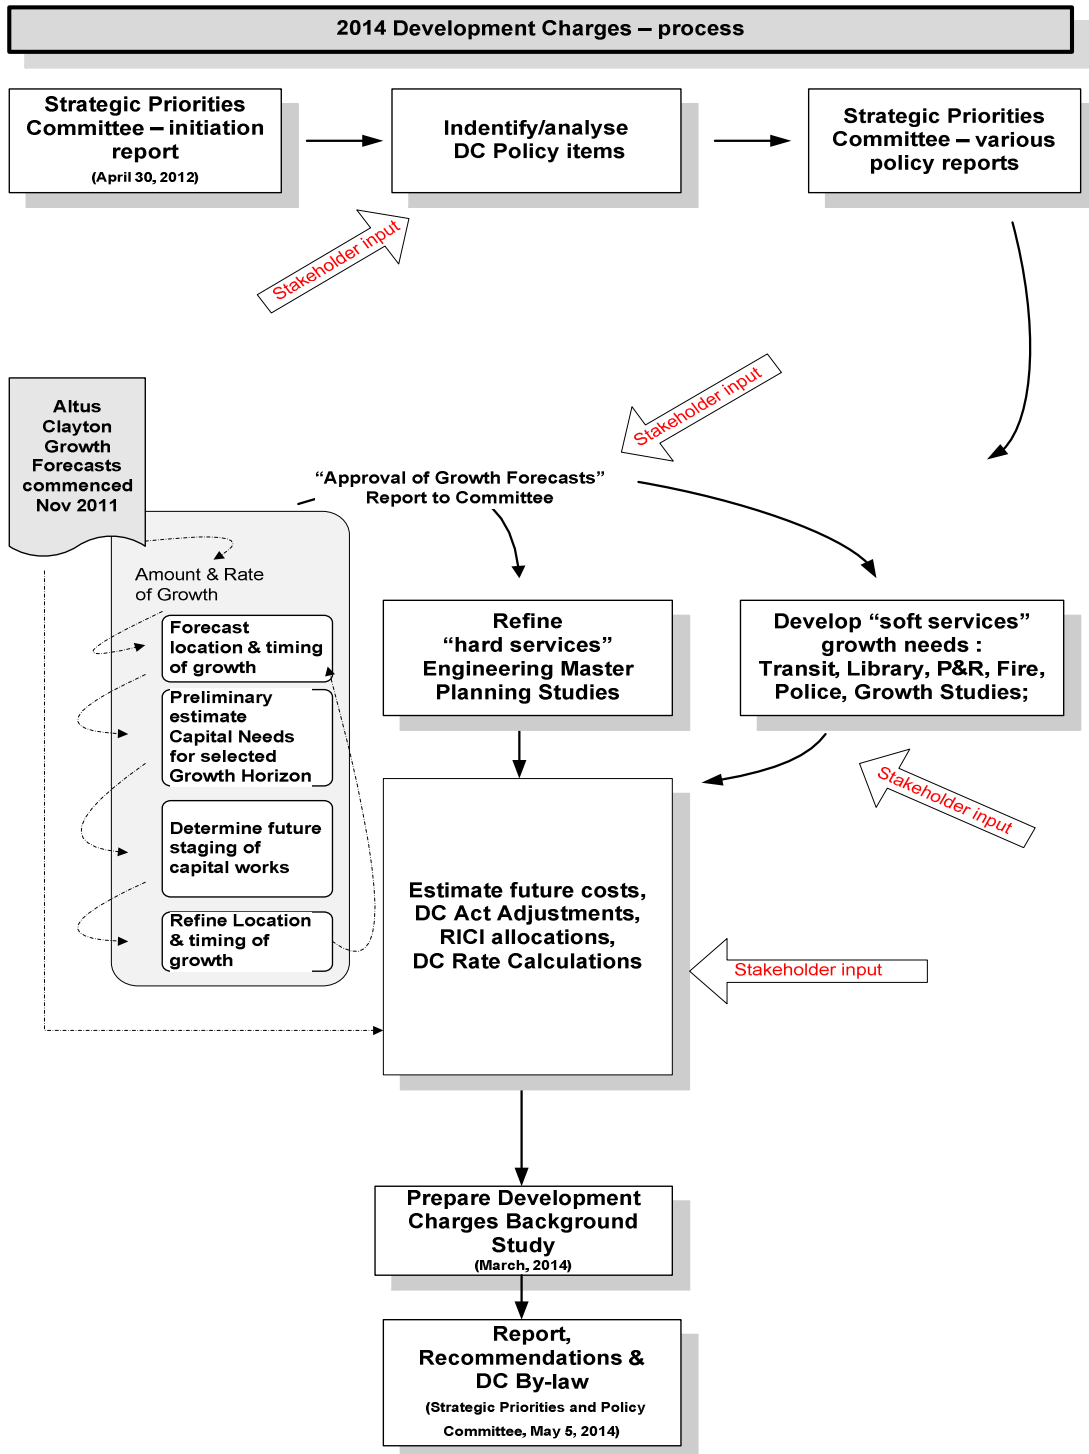 2014 Development Charges – process
Strategic Priorities
Committee – initiation
report
(April 30, 2012)
Indentify/analyse
DC Policy items
Strategic Priorities
Committee – various
policy reports
Stakeholder input
Stakeholder input
Altus
Clayton
Growth
Forecasts
commenced
Nov 2011
“Approval of Growth Forecasts”
Report to Committee
Amount & Rate
of Growth
Forecast
location & timing
of growth
Preliminary
estimate
Capital Needs
for selected
Growth Horizon
Determine future
staging of
capital works
Refine Location
& timing of
growth
Refine
“hard services”
Engineering Master
Planning Studies
Develop “soft services”
growth needs :
Transit, Library, P&R, Fire,
Police, Growth Studies;
Stakeholder input
Estimate future costs,
DC Act Adjustments,
RICI allocations,
DC Rate Calculations
Stakeholder input
Prepare Development
Charges Background
Study
(March, 2014)
Report,
Recommendations &
DC By-law
(Strategic Priorities and Policy
Committee, May 5, 2014)